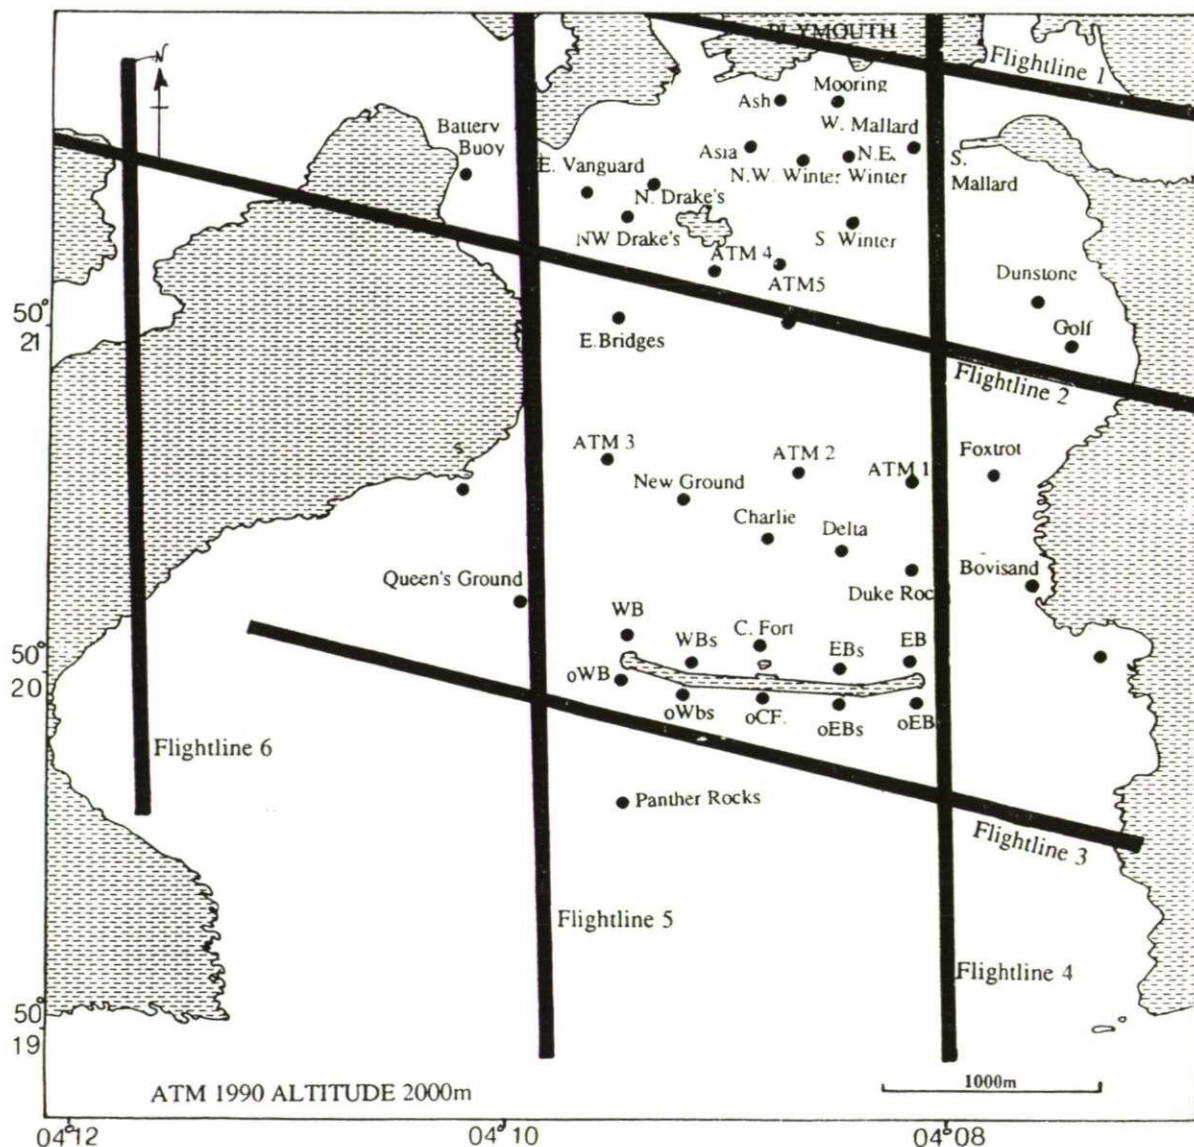 PLYMOUTH
N
Flightline 1
Mooring
Ash
Battery
Buoy
W. Mallard
Asia
N.E.
E. Vanguard
N.W. Winter Winter
S.
Mallard
N. Drake's
NW Drake's
S. Winter
ATM 4
Dunstone
ATM5
50°
21
Golf
E.Bridges
Flightline 2
ATM 3
ATM 2
Foxtrot
ATM 1
New Ground
Charlie
Delta
Queen's Ground
Bovisand
Duke Roc
WB
C. Fort
WBs
EBs
EB
50°
20
oWB
oWbs
oCF.
oEBs
oEB
Flightline 6
Panther Rocks
Flightline 3
Flightline 5
Flightline 4
50°
19
ATM 1990 ALTITUDE 2000m
1000m
04°12
04°10
04°08